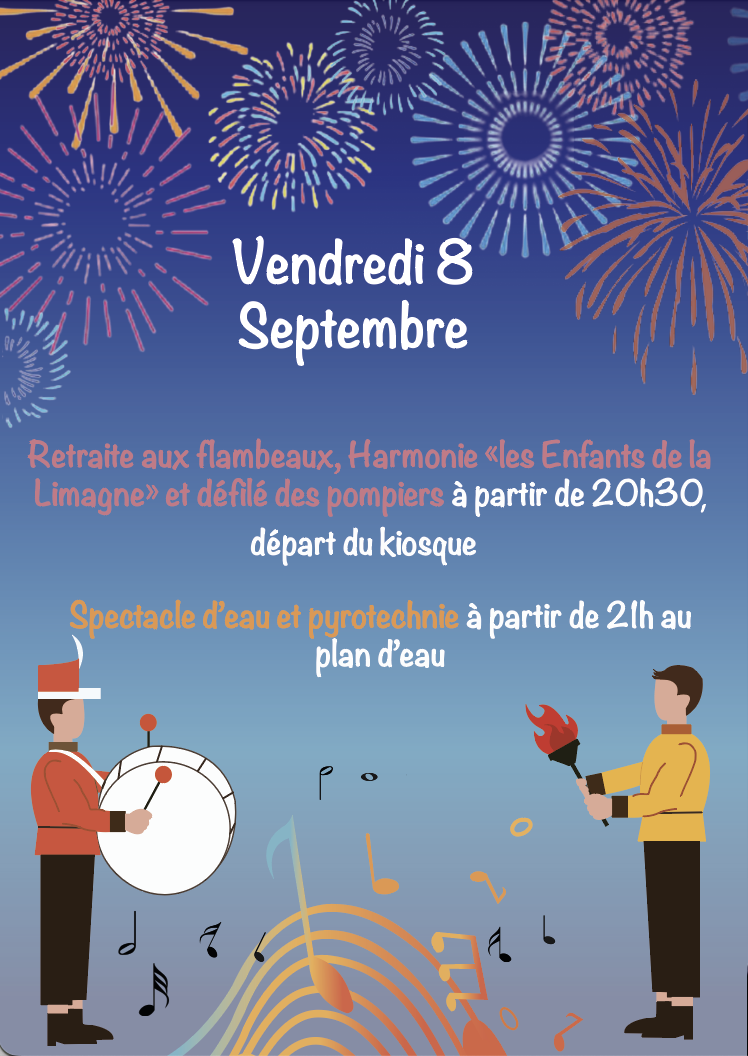 Vendredi 8
Septembre
Retraite aux flambeaux, Harmonie «les Enfants de la
Limagne» et défilé des pompiers à partir de 20h30,
départ du kiosque
Spectacle d'eau et pyrotechnie à partir de 21h au
plan d'eau